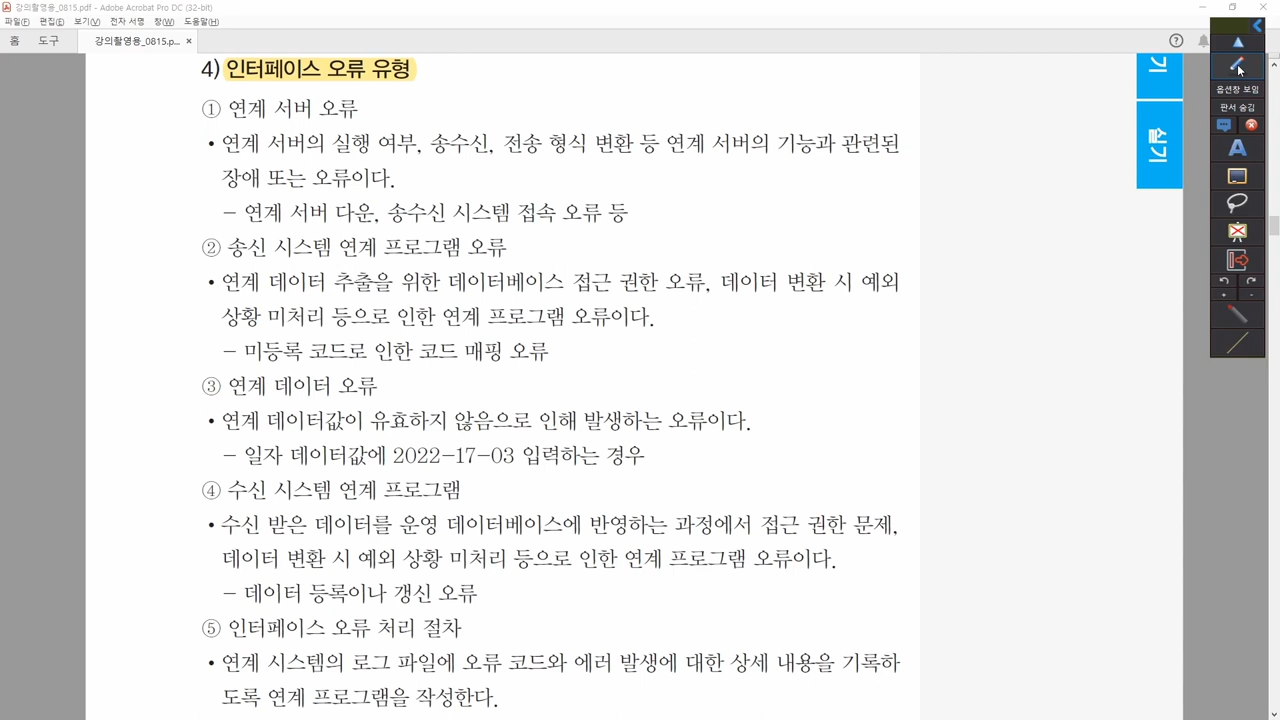 강의촬영용_0815.pdf - Adobe Acrobat Pro DC (32-bit)
파일(F) 편집(E) 보기(V) 전자 서명 창(W) 도움말(H)
홈 도구 강의촬영용_0815.p... ×
4) 인터페이스 오류 유형
① 연계 서버 오류
• 연계 서버의 실행 여부, 송수신, 전송 형식 변환 등 연계 서버의 기능과 관련된
장애 또는 오류이다.
– 연계 서버 다운, 송수신 시스템 접속 오류 등
② 송신 시스템 연계 프로그램 오류
• 연계 데이터 추출을 위한 데이터베이스 접근 권한 오류, 데이터 변환 시 예외
상황 미처리 등으로 인한 연계 프로그램 오류이다.
– 미등록 코드로 인한 코드 매핑 오류
③ 연계 데이터 오류
• 연계 데이터값이 유효하지 않음으로 인해 발생하는 오류이다.
– 일자 데이터값에 2022-17-03 입력하는 경우
④ 수신 시스템 연계 프로그램
• 수신 받은 데이터를 운영 데이터베이스에 반영하는 과정에서 접근 권한 문제,
데이터 변환 시 예외 상황 미처리 등으로 인한 연계 프로그램 오류이다.
– 데이터 등록이나 갱신 오류
⑤ 인터페이스 오류 처리 절차
• 연계 시스템의 로그 파일에 오류 코드와 에러 발생에 대한 상세 내용을 기록하
도록 연계 프로그램을 작성한다.
기
실기
옵션창 보임
판서 숨김
A